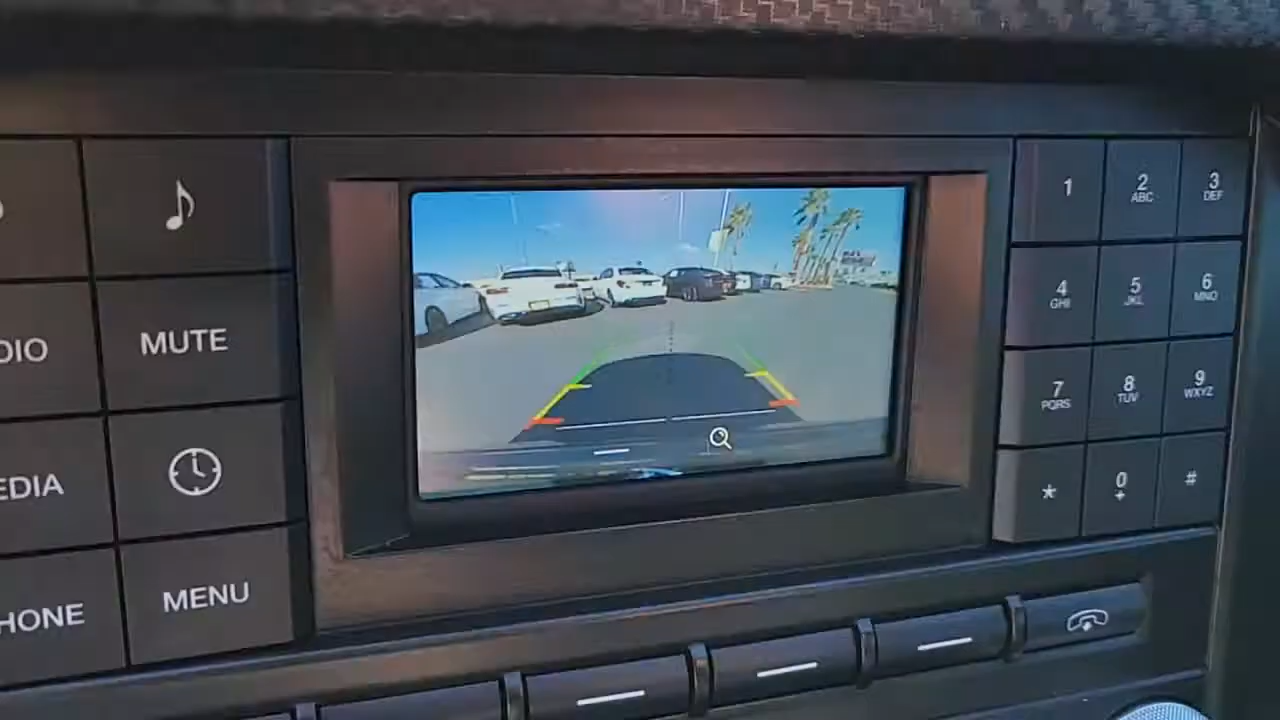 DIO
MUTE
EDIA
HONE
MENU
1
2
ABC
3
DEF
4
GHI
5
JKL
6
MNO
7
PQRS
8
TUV
9
WXYZ
*
0
+
#